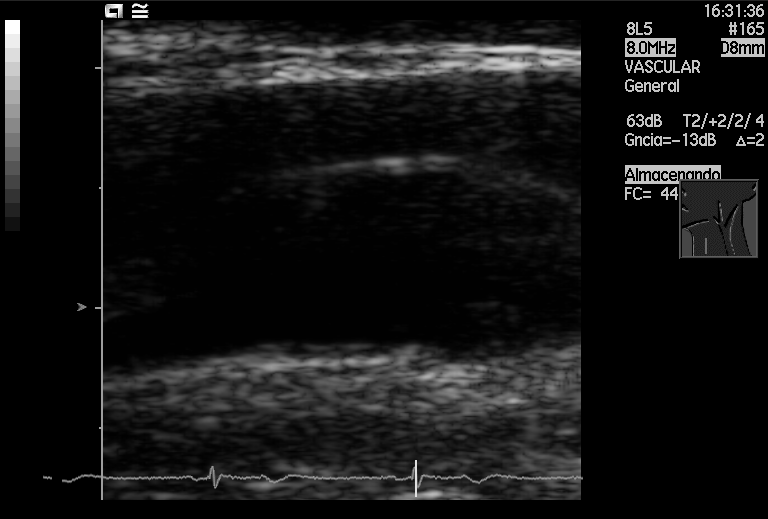 16:31:36
8L5 #165
8.0MHz 08mm
VASCULAR
General
63dB T2/+2/2/ 4
Gncia=-13dB Δ=2
Almacenando
FC= 44